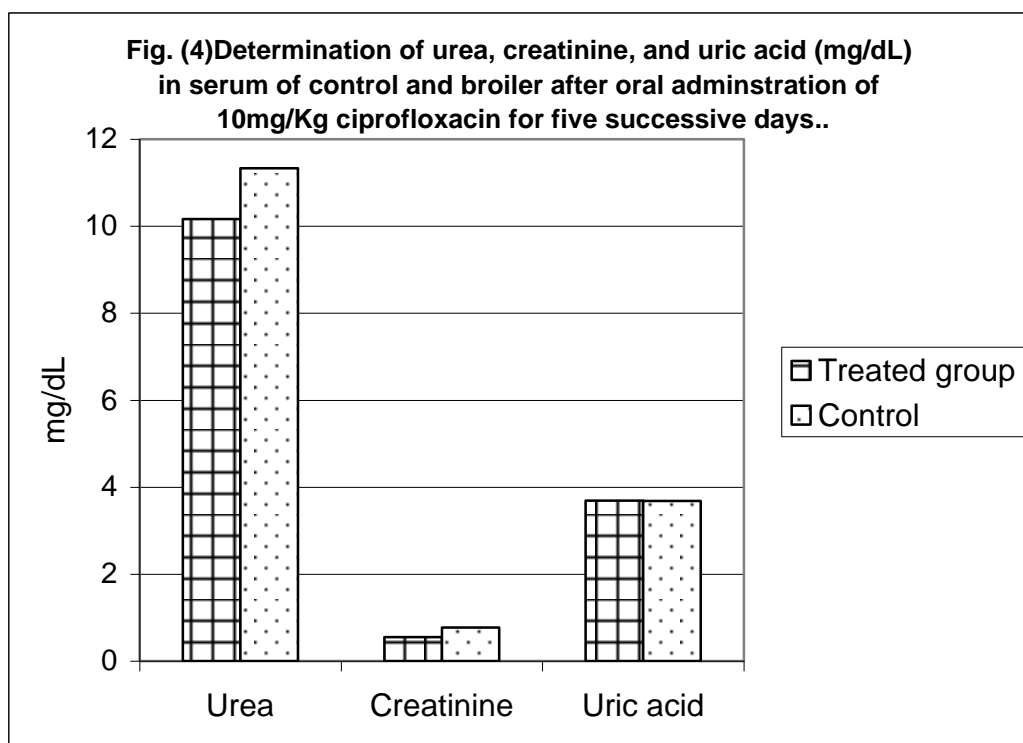 Fig. (4)Determination of urea, creatinine, and uric acid (mg/dL)
in serum of control and broiler after oral adminstration of
10mg/Kg ciprofloxacin for five successive days..
12
10
8
6
4
2
0
mg/dL
Urea
Creatinine
Uric acid
Treated group
Control